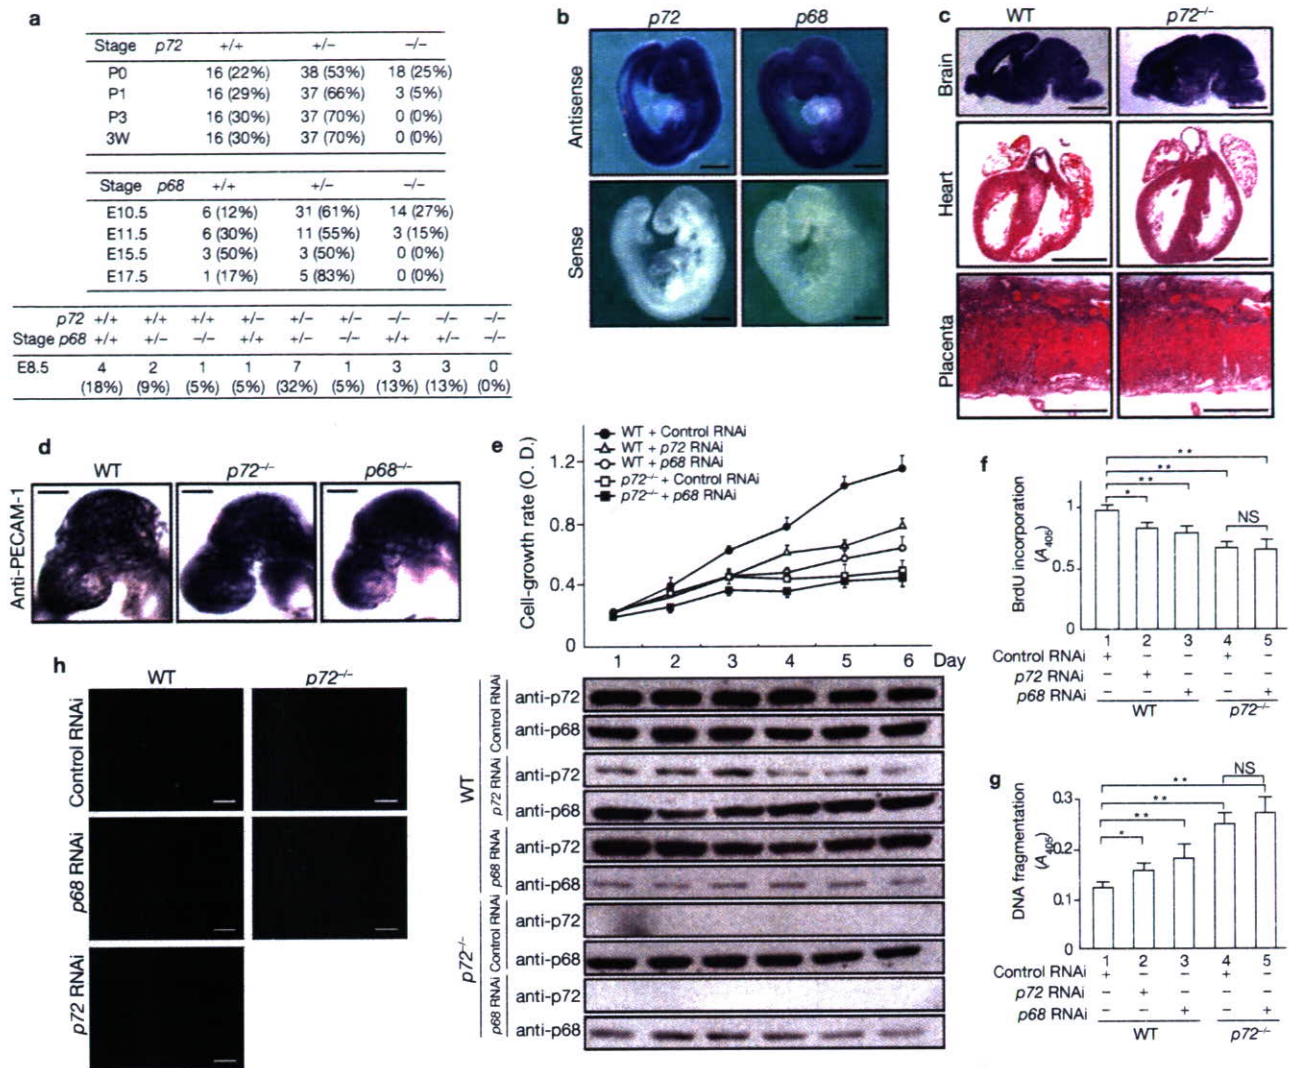 a
Stage p72 +/+ +/− −/−
P0 16 (22%) 38 (53%) 18 (25%)
P1 16 (29%) 37 (66%) 3 (5%)
P3 16 (30%) 37 (70%) 0 (0%)
3W 16 (30%) 37 (70%) 0 (0%)
Stage p68 +/+ +/− −/−
E10.5 6 (12%) 31 (61%) 14 (27%)
E11.5 6 (30%) 11 (55%) 3 (15%)
E15.5 3 (50%) 3 (50%) 0 (0%)
E17.5 1 (17%) 5 (83%) 0 (0%)
p72 +/+ +/+ +/+ +/− +/− +/− −/− −/− −/−
Stage p68 +/+ +/− −/− +/+ +/− −/− +/+ +/− −/−
E8.5 4 2 1 1 7 1 3 3 0
(18%) (9%) (5%) (5%) (32%) (5%) (13%) (13%) (0%)
b
p72 p68
Antisense
Sense
c
WT p72−/−
Brain
Heart
Placenta
d
WT p72−/− p68−/−
Anti-PECAM-1
e
WT + Control RNAi
WT + p72 RNAi
WT + p68 RNAi
p72−/− + Control RNAi
p72−/− + p68 RNAi
Cell-growth rate (O. D.)
1.2
0.8
0.4
0
1 2 3 4 5 6 Day
WT
Control RNAi
anti-p72
anti-p68
p72 RNAi
anti-p72
anti-p68
p68 RNAi
anti-p72
anti-p68
p72−/−
Control RNAi
anti-p72
anti-p68
p68 RNAi
anti-p72
anti-p68
f
** 
**
**
*
NS
BrdU incorporation
(A405)
1
0.5
0
1 2 3 4 5
Control RNAi + − − + −
p72 RNAi − + − − −
p68 RNAi − − + − +
WT p72−/−
g
**
NS
**
**
*
DNA fragmentation
(A405)
0.3
0.2
0.1
0
1 2 3 4 5
Control RNAi + − − + −
p72 RNAi − + − − −
p68 RNAi − − + − +
WT p72−/−
h
WT p72−/−
Control RNAi
p68 RNAi
p72 RNAi